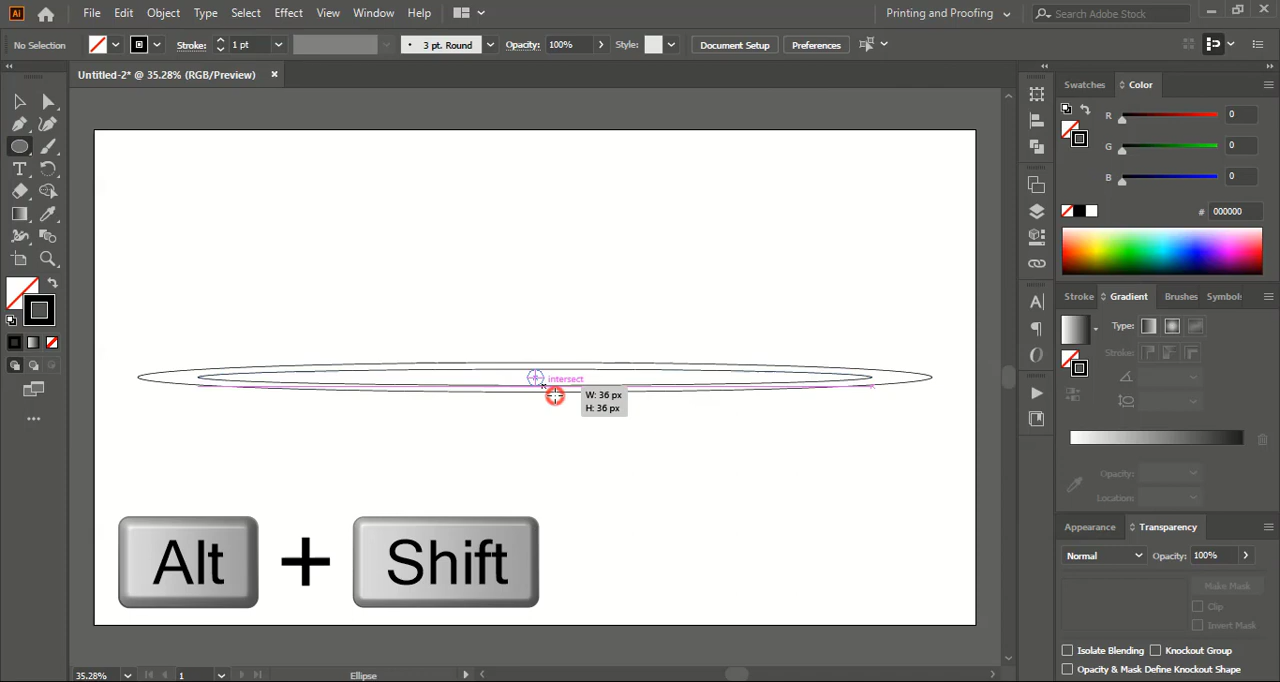 Ai File Edit Object Type Select Effect View Window Help Printing and Proofing Search Adobe Stock
No Selection Stroke: 1 pt 3 pt. Round Opacity: 100% Style: Document Setup Preferences
Untitled-2* @ 35.28% (RGB/Preview)
Swatches Color
R 0
G 0
B 0
# 000000
Stroke Gradient Brushes Symbols
Type:
Stroke:
intersect
W: 36 px
H: 36 px
Opacity:
Location:
Alt + Shift
Appearance Transparency
Normal Opacity: 100%
Make Mask
Clip
Invert Mask
Isolate Blending Knockout Group
Opacity & Mask Define Knockout Shape
35.28% 1 Ellipse